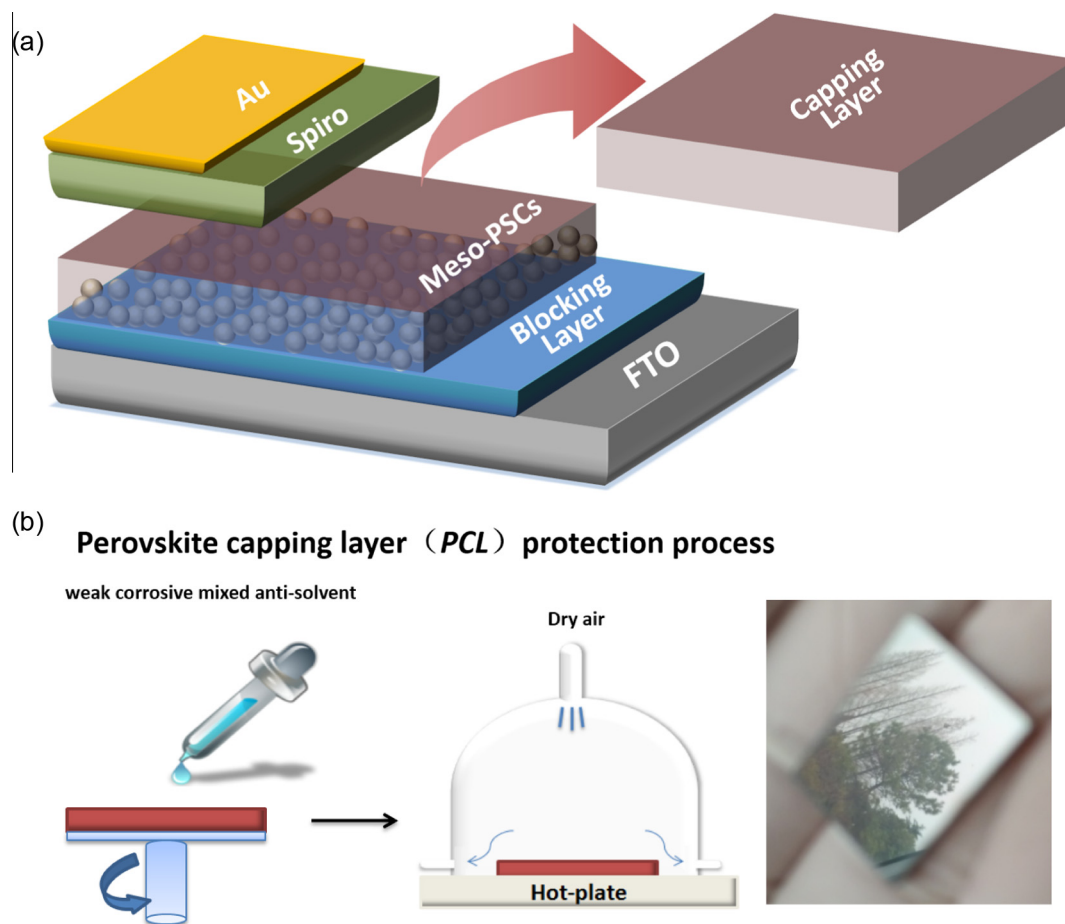 (a)
Au
Spiro
Capping
Layer
Meso-PSCs
Blocking
Layer
FTO
(b)
Perovskite capping layer（PCL）protection process
weak corrosive mixed anti-solvent
Dry air
Hot-plate